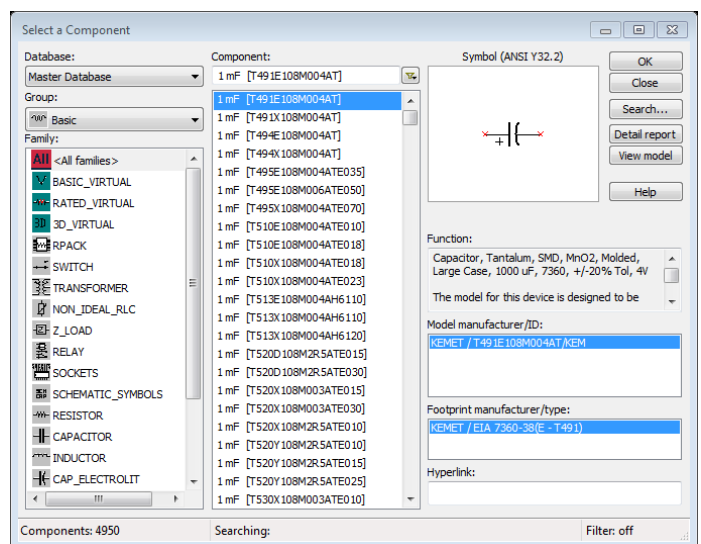 Select a Component
Database:
Master Database
Group:
Basic
Family:
All <All families>
BASIC_VIRTUAL
RATED_VIRTUAL
3D 3D_VIRTUAL
RPACK
SWITCH
TRANSFORMER
NON_IDEAL_RLC
Z_LOAD
RELAY
SOCKETS
SCHEMATIC_SYMBOLS
RESISTOR
CAPACITOR
INDUCTOR
CAP_ELECTROLIT
Component:
1 mF [T491E108M004AT]
1 mF [T491E108M004AT]
1 mF [T491X108M004AT]
1 mF [T494E108M004AT]
1 mF [T494X108M004AT]
1 mF [T495E108M004ATE035]
1 mF [T495E108M006ATE050]
1 mF [T495X108M004ATE070]
1 mF [T510E108M004ATE010]
1 mF [T510E108M004ATE018]
1 mF [T510X108M004ATE018]
1 mF [T510X108M004ATE023]
1 mF [T513E108M004AH6110]
1 mF [T513X108M004AH6110]
1 mF [T513X108M004AH6120]
1 mF [T520D108M2R5ATE015]
1 mF [T520D108M2R5ATE030]
1 mF [T520X108M003ATE015]
1 mF [T520X108M003ATE030]
1 mF [T520X108M2R5ATE010]
1 mF [T520Y108M2R5ATE010]
1 mF [T520Y108M2R5ATE015]
1 mF [T520Y108M2R5ATE025]
1 mF [T530X108M003ATE010]
Symbol (ANSI Y32.2)
+
OK
Close
Search...
Detail report
View model
Help
Function:
Capacitor, Tantalum, SMD, MnO2, Molded,
Large Case, 1000 uF, 7360, +/-20% Tol, 4V
The model for this device is designed to be
Model manufacturer/ID:
KEMET / T491E108M004AT/KEM
Footprint manufacturer/type:
KEMET / EIA 7360-38(E - T491)
Hyperlink:
Components: 4950
Searching:
Filter: off